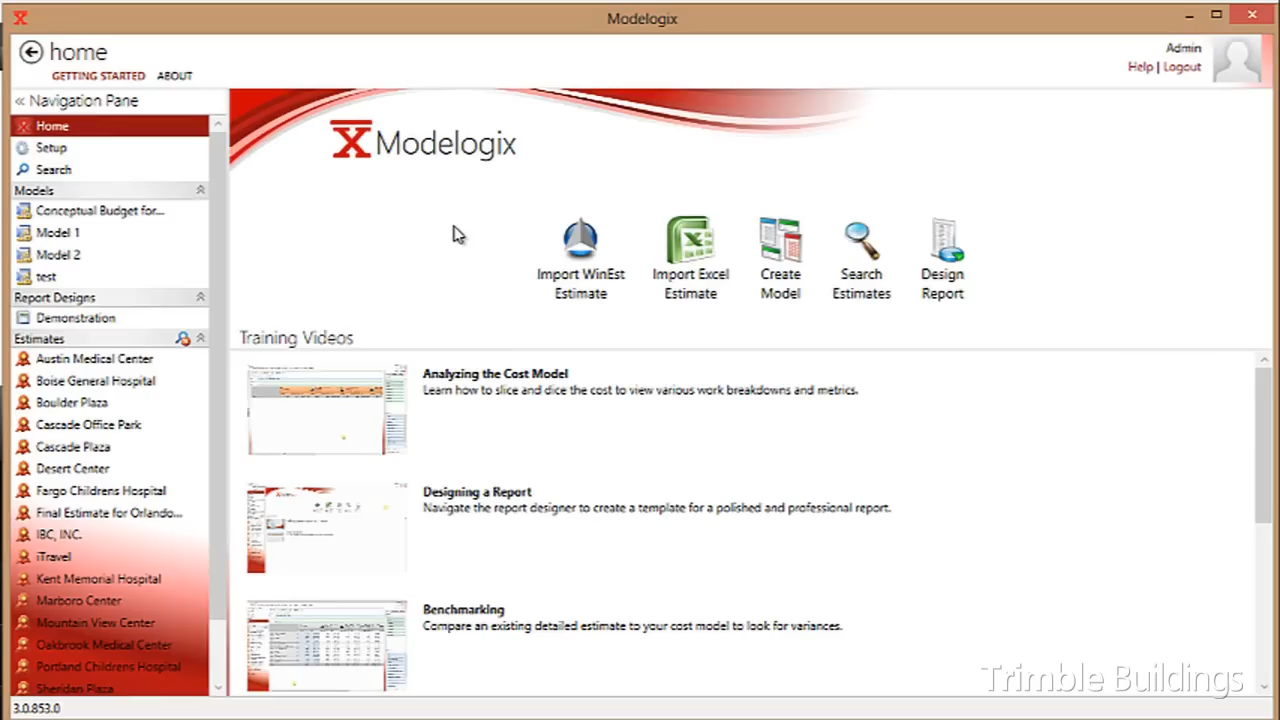 Modelogix
home
GETTING STARTED ABOUT
Admin
Help | Logout
« Navigation Pane
Home
Setup
Search
Models
Conceptual Budget for...
Model 1
Model 2
test
Report Designs
Demonstration
Estimates
Austin Medical Center
Boise General Hospital
Boulder Plaza
Cascade Office Park
Cascade Plaza
Desert Center
Fargo Childrens Hospital
Final Estimate for Orlando...
IBC, INC.
iTravel
Kent Memorial Hospital
Marboro Center
Mountain View Center
Oakbrook Medical Center
Portland Childrens Hospital
Sheridan Plaza
3.0.853.0
Modelogix
Import WinEst
Estimate
Import Excel
Estimate
Create
Model
Search
Estimates
Design
Report
Training Videos
Analyzing the Cost Model
Learn how to slice and dice the cost to view various work breakdowns and metrics.
Designing a Report
Navigate the report designer to create a template for a polished and professional report.
Benchmarking
Compare an existing detailed estimate to your cost model to look for variances.
Trimble Buildings